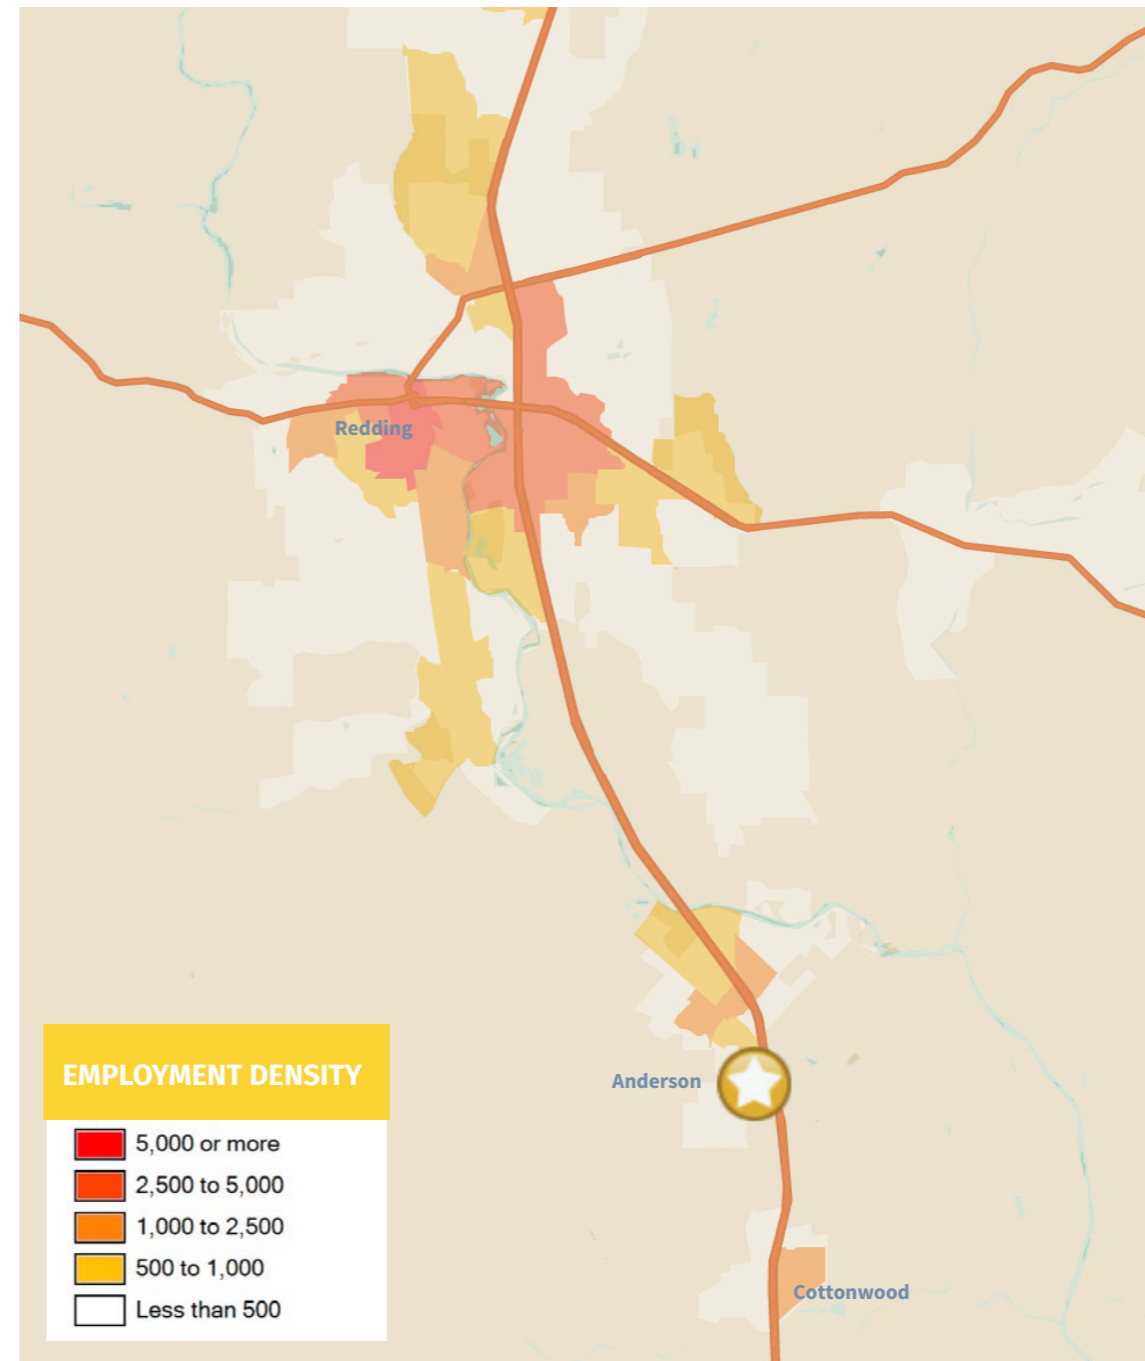 Redding
EMPLOYMENT DENSITY
5,000 or more
2,500 to 5,000
1,000 to 2,500
500 to 1,000
Less than 500
Anderson
Cottonwood